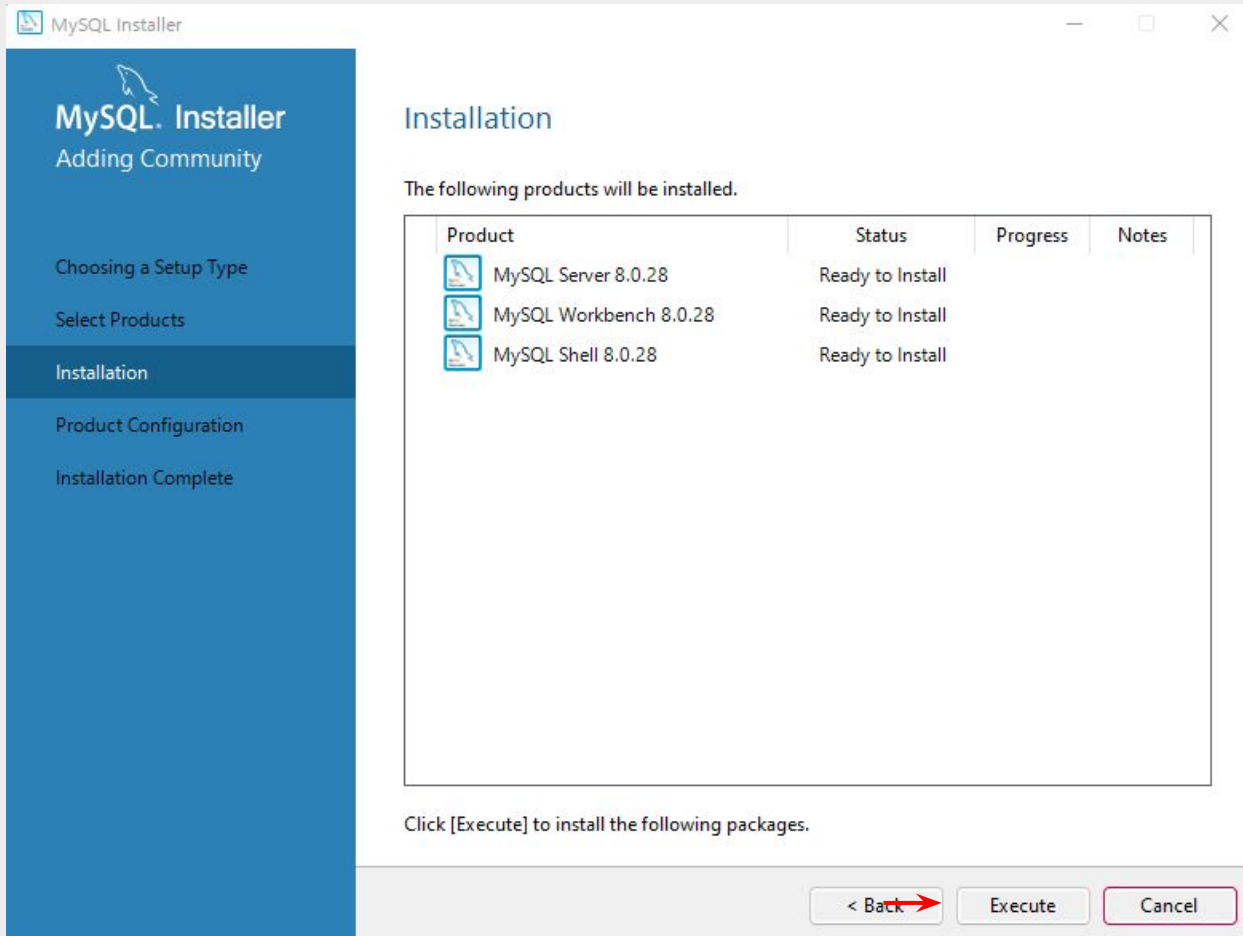 MySQL Installer
MySQL. Installer
Adding Community
Choosing a Setup Type
Select Products
Installation
Product Configuration
Installation Complete
Installation
The following products will be installed.
Product Status Progress Notes
MySQL Server 8.0.28 Ready to Install
MySQL Workbench 8.0.28 Ready to Install
MySQL Shell 8.0.28 Ready to Install
Click [Execute] to install the following packages.
< Back Execute Cancel